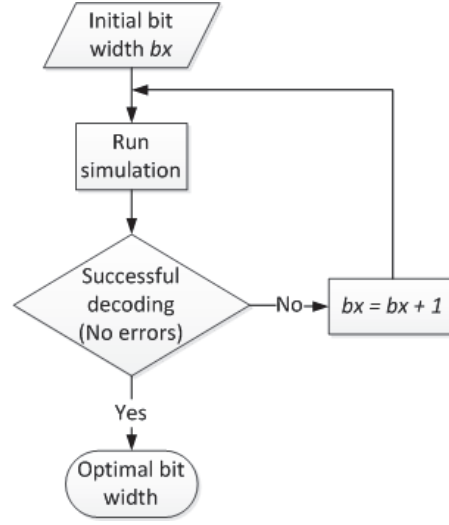 Initial bit
width bx
Run
simulation
Successful
decoding
(No errors)
No
bx = bx + 1
Yes
Optimal bit
width